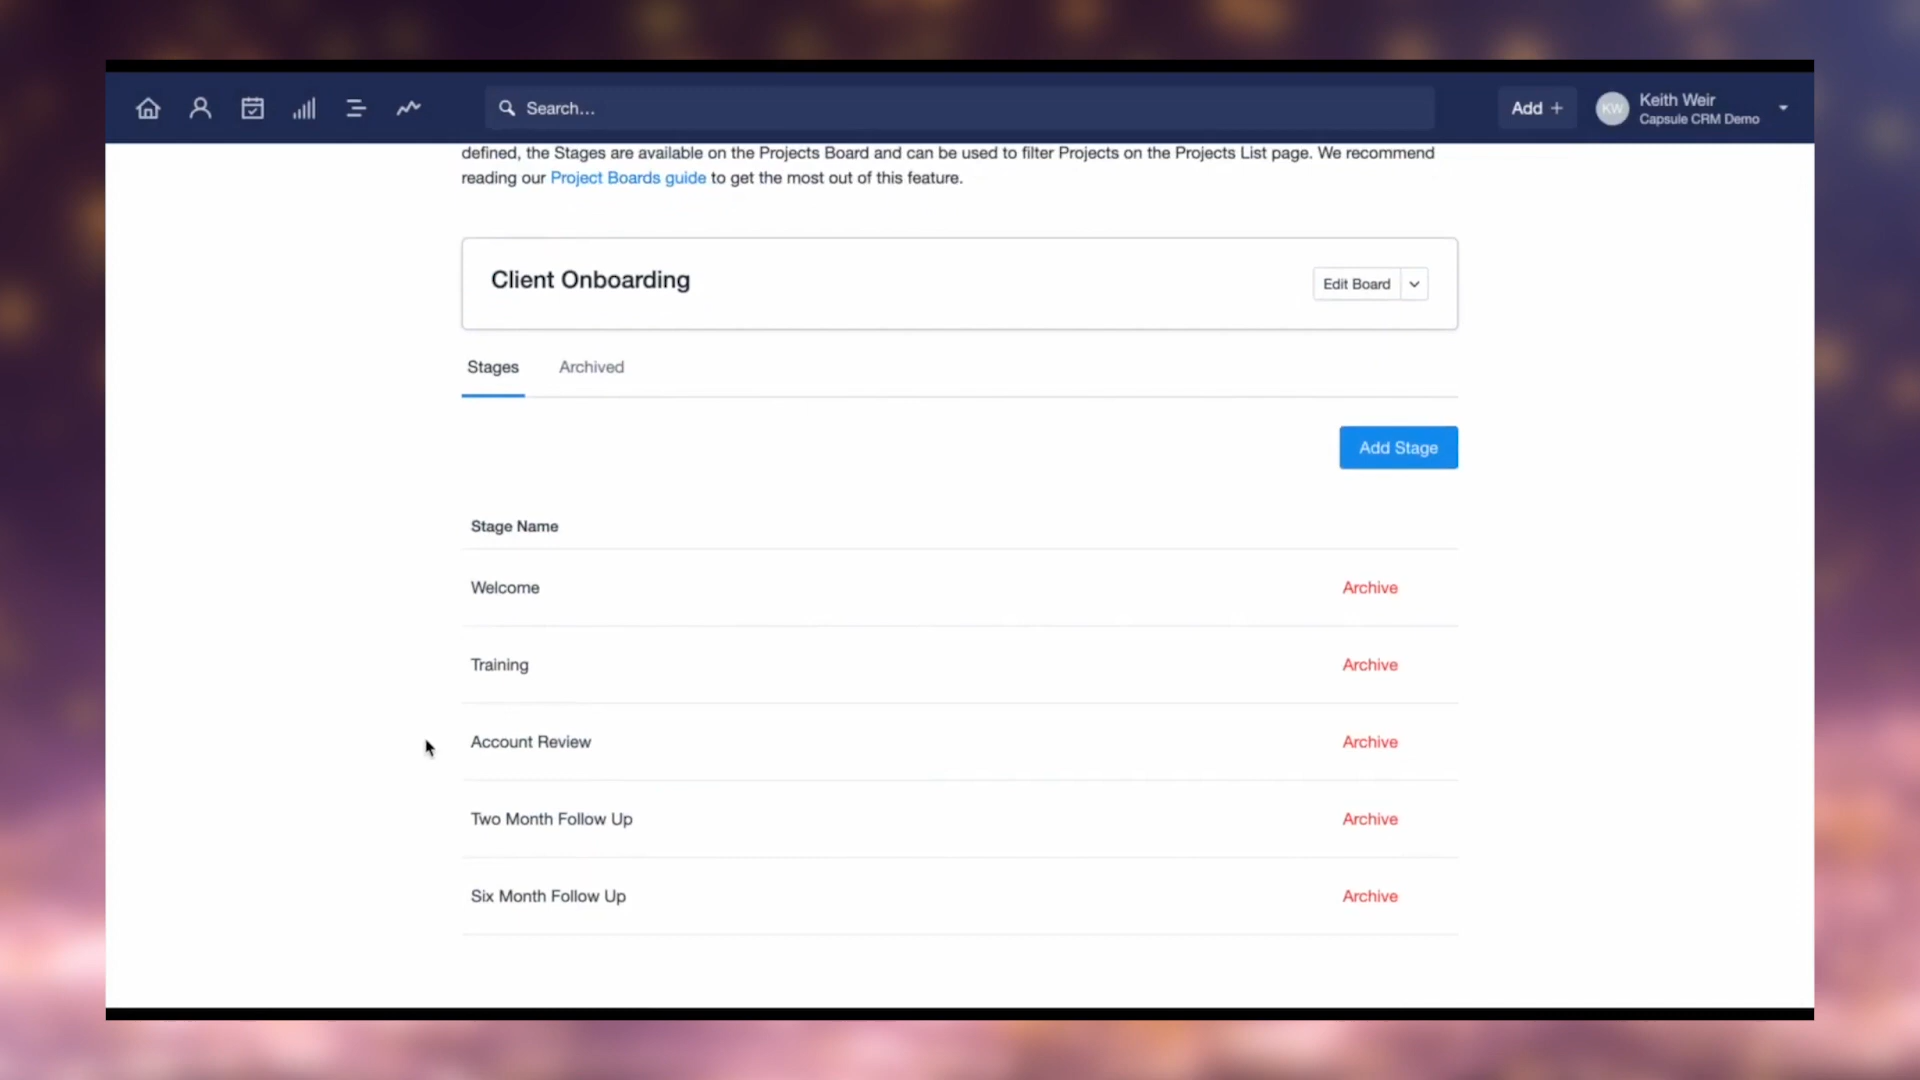 Search...
Add +
KW
Keith Weir
Capsule CRM Demo
defined, the Stages are available on the Projects Board and can be used to filter Projects on the Projects List page. We recommend
reading our Project Boards guide to get the most out of this feature.
Client Onboarding
Edit Board
Stages
Archived
Add Stage
Stage Name
Welcome
Archive
Training
Archive
Account Review
Archive
Two Month Follow Up
Archive
Six Month Follow Up
Archive